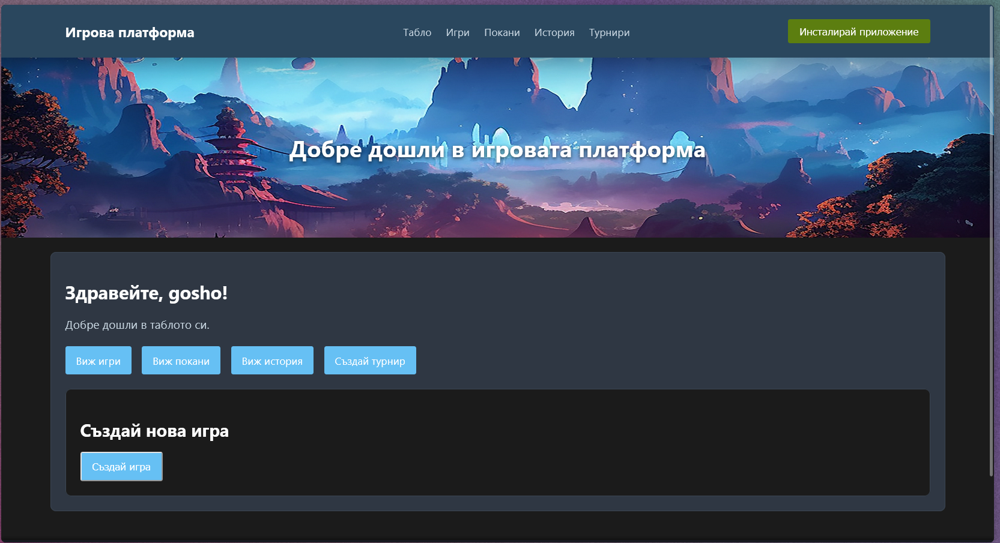 Игрова платформа
Табло Игри Покани История Турнири
Инсталирай приложение
Добре дошли в игровата платформа
Здравейте, gosho!
Добре дошли в таблото си.
Виж игри Виж покани Виж история Създай турнир
Създай нова игра
Създай игра